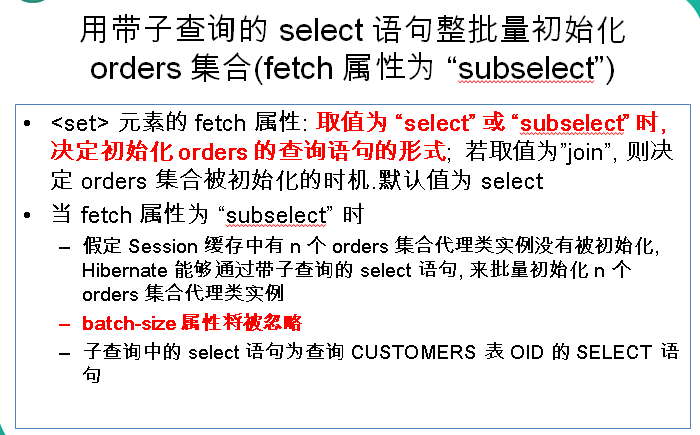 用带子查询的 select 语句整批量初始化
orders 集合(fetch 属性为 “subselect”)
• <set> 元素的 fetch 属性: 取值为 “select” 或 “subselect” 时,
决定初始化 orders 的查询语句的形式; 若取值为”join”, 则决
定 orders 集合被初始化的时机.默认值为 select
• 当 fetch 属性为 “subselect” 时
– 假定 Session 缓存中有 n 个 orders 集合代理类实例没有被初始化,
Hibernate 能够通过带子查询的 select 语句, 来批量初始化 n 个
orders 集合代理类实例
– batch-size 属性将被忽略
– 子查询中的 select 语句为查询 CUSTOMERS 表 OID 的 SELECT 语
句